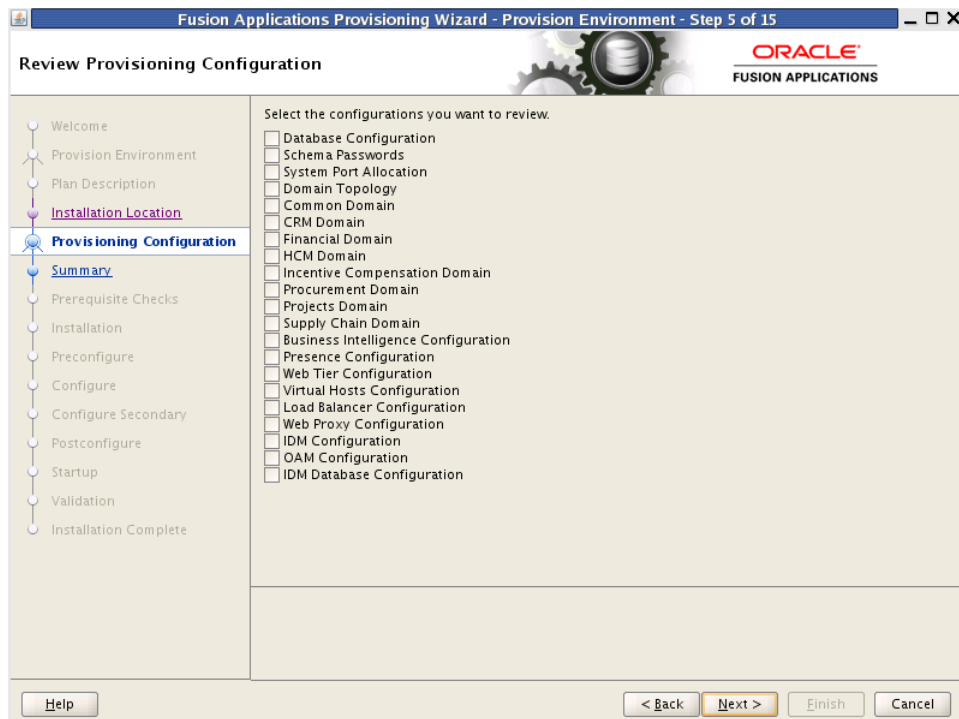 Fusion Applications Provisioning Wizard - Provision Environment - Step 5 of 15
Review Provisioning Configuration
ORACLE
FUSION APPLICATIONS
Welcome
Provision Environment
Plan Description
Installation Location
Provisioning Configuration
Summary
Prerequisite Checks
Installation
Preconfigure
Configure
Configure Secondary
Postconfigure
Startup
Validation
Installation Complete
Select the configurations you want to review.
Database Configuration
Schema Passwords
System Port Allocation
Domain Topology
Common Domain
CRM Domain
Financial Domain
HCM Domain
Incentive Compensation Domain
Procurement Domain
Projects Domain
Supply Chain Domain
Business Intelligence Configuration
Presence Configuration
Web Tier Configuration
Virtual Hosts Configuration
Load Balancer Configuration
Web Proxy Configuration
IDM Configuration
OAM Configuration
IDM Database Configuration
Help
< Back
Next >
Finish
Cancel